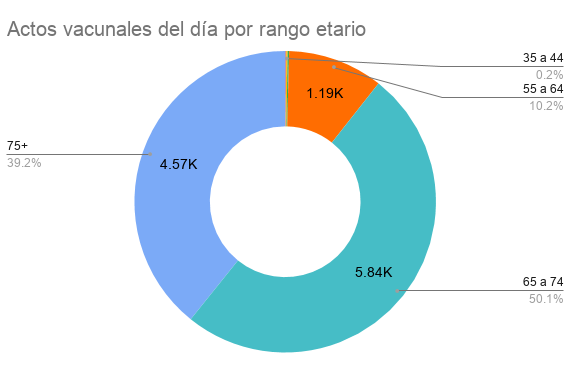 Actos vacunales del día por rango etario
35 a 44
0.2%
55 a 64
10.2%
1.19K
75+
39.2%
4.57K
5.84K
65 a 74
50.1%